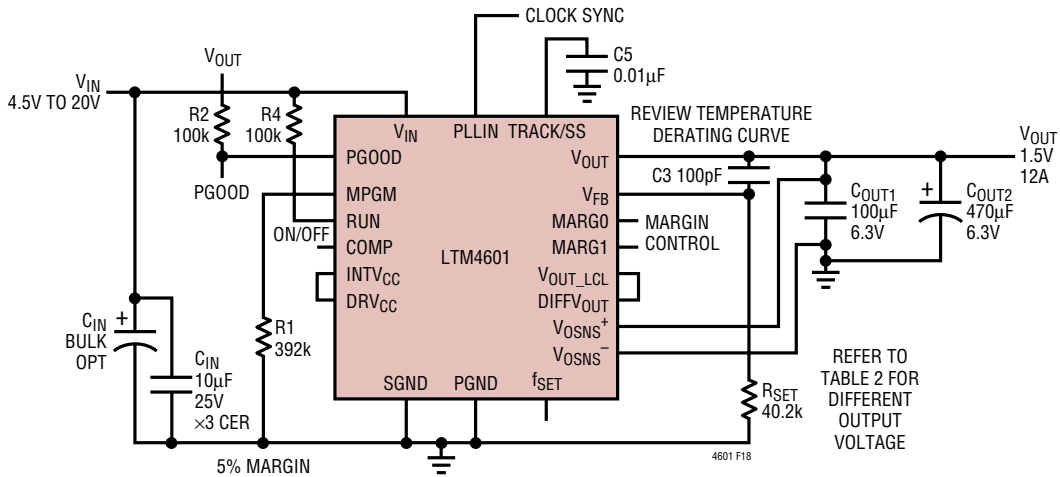 CLOCK SYNC
C5
0.01µF
VOUT
VIN
4.5V TO 20V
R2
100k
R4
100k
PGOOD
REVIEW TEMPERATURE
DERATING CURVE
VOUT
1.5V
12A
VIN
PLLIN
TRACK/SS
PGOOD
MPGM
RUN
COMP
INTVCC
DRVCC
SGND
PGND
fSET
LTM4601
VOUT
VFB
MARG0
MARG1
VOUT_LCL
DIFFVOUT
VOSNS+
VOSNS–
ON/OFF
C3 100pF
MARGIN
CONTROL
COUT1
100µF
6.3V
+
COUT2
470µF
6.3V
CIN
BULK
OPT
+
CIN
10µF
25V
×3 CER
R1
392k
5% MARGIN
RSET
40.2k
REFER TO
TABLE 2 FOR
DIFFERENT
OUTPUT
VOLTAGE
4601 F18